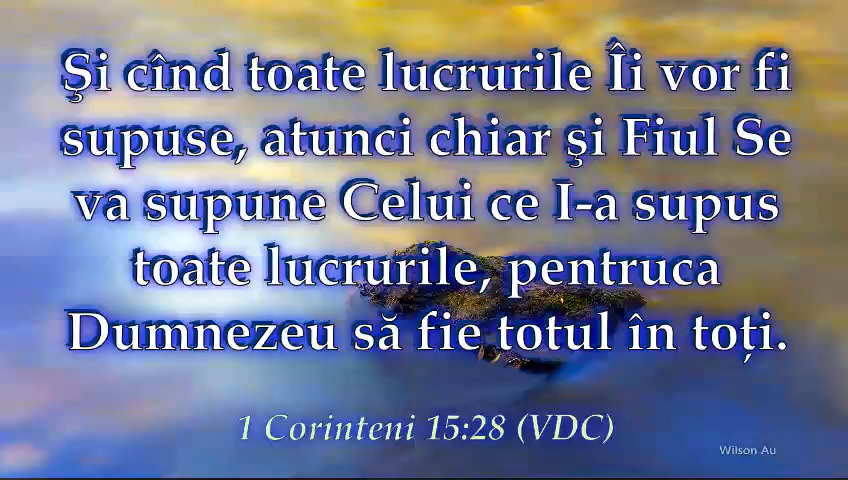 Şi cînd toate lucrurile Îi vor fi
supuse, atunci chiar şi Fiul Se
va supune Celui ce I-a supus
toate lucrurile, pentruca
Dumnezeu să fie totul în toți.
1 Corinteni 15:28 (VDC)
Wilson Au